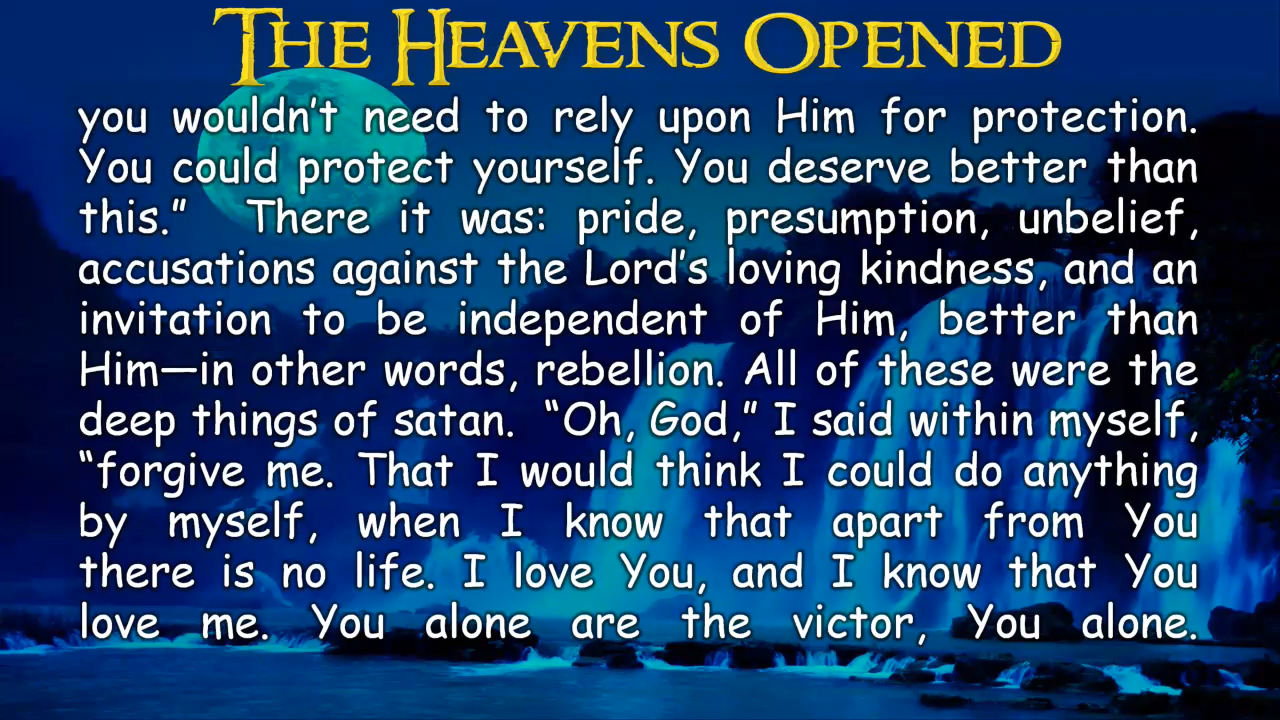 THE HEAVENS OPENED
you wouldn't need to rely upon Him for protection.
You could protect yourself. You deserve better than
this.”  There it was: pride, presumption, unbelief,
accusations against the Lord's loving kindness, and an
invitation to be independent of Him, better than
Him—in other words, rebellion. All of these were the
deep things of satan.  “Oh, God,” I said within myself,
“forgive me. That I would think I could do anything
by myself, when I know that apart from You
there is no life. I love You, and I know that You
love me. You alone are the victor, You alone.